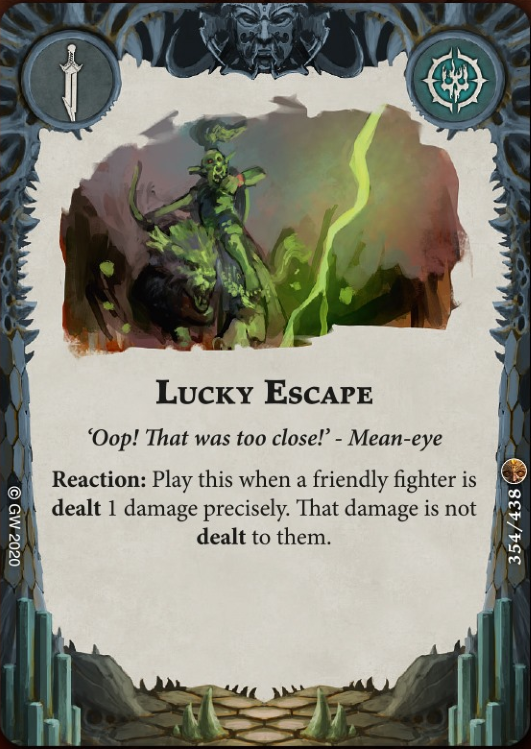 Lucky Escape
‘Oop! That was too close!’ - Mean-eye
Reaction: Play this when a friendly fighter is
dealt 1 damage precisely. That damage is not
dealt to them.
© GW 2020
354/438